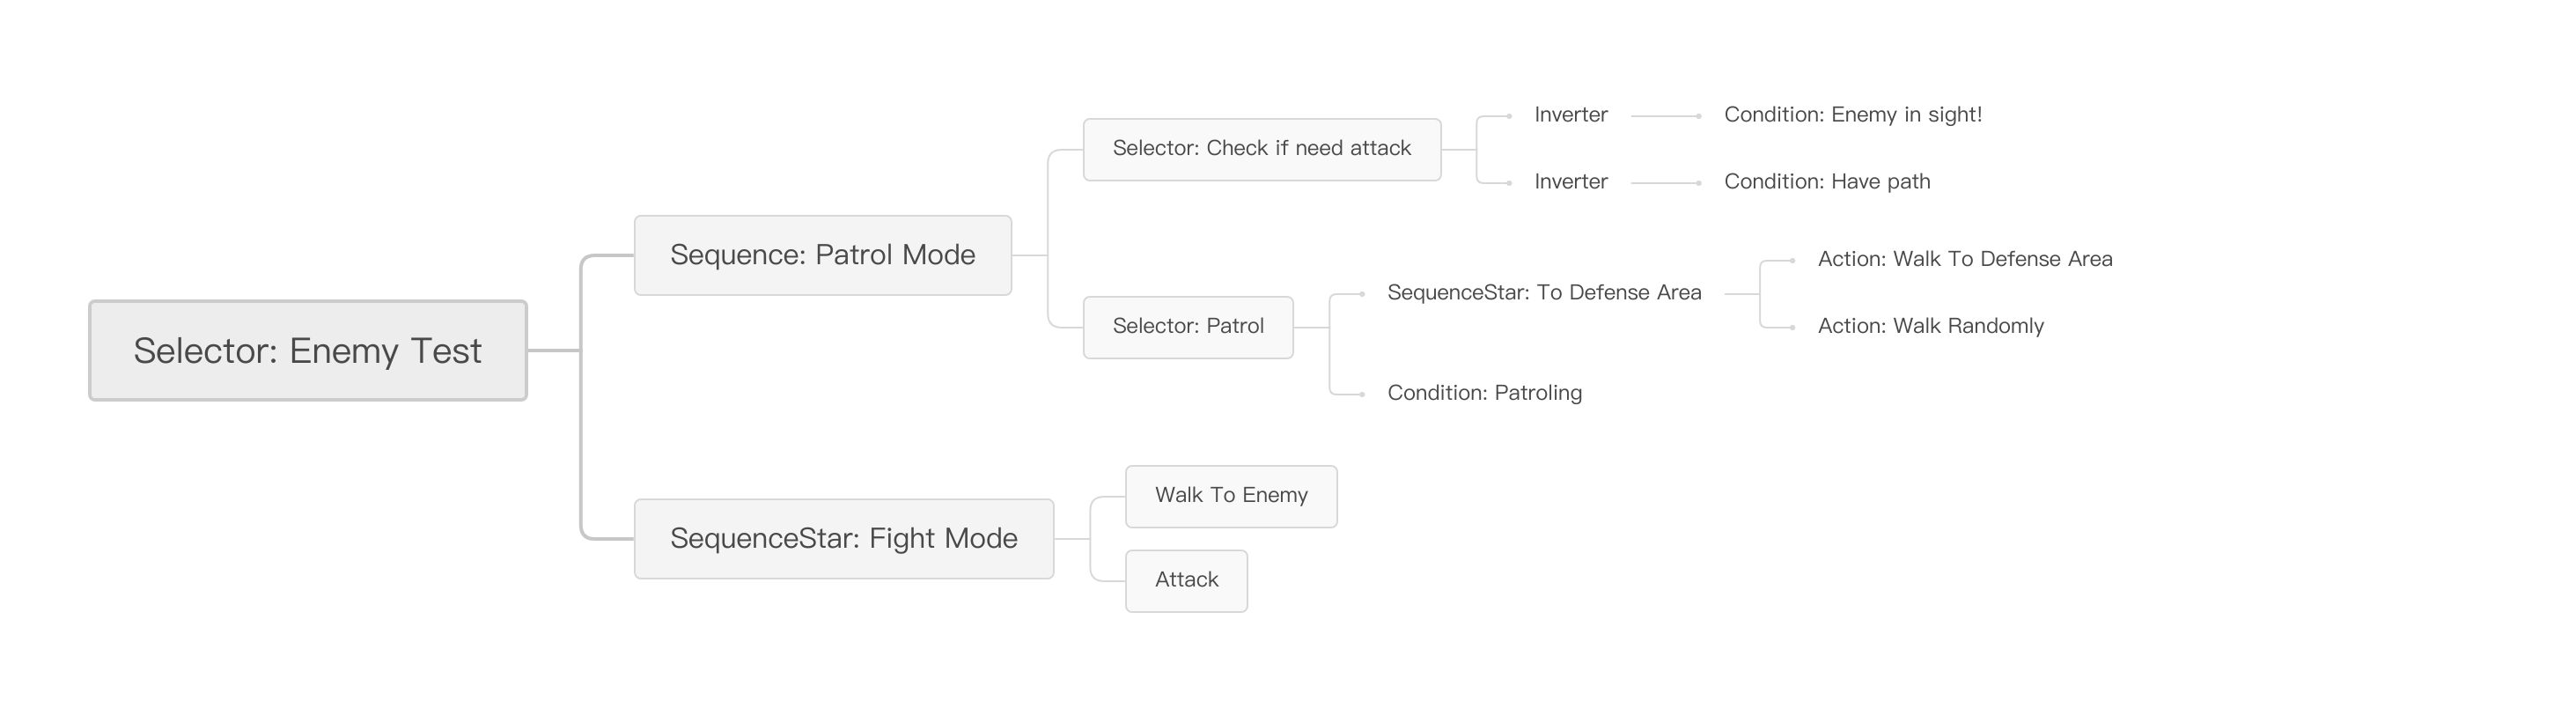 Selector: Enemy Test
Sequence: Patrol Mode
Selector: Check if need attack
Inverter
Condition: Enemy in sight!
Inverter
Condition: Have path
Selector: Patrol
SequenceStar: To Defense Area
Action: Walk To Defense Area
Action: Walk Randomly
Condition: Patroling
SequenceStar: Fight Mode
Walk To Enemy
Attack